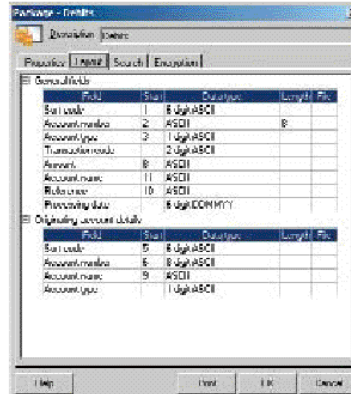 Package - Debits
Description Debits
Properties Layout Search Encryption
General fields
Field Start Data type Length File
Sort code 1 6 digit ASCII
Account number 2 ASCII 8
Account type 3 1 digit ASCII
Transaction code 2 digit ASCII
Amount 8 ASCII
Account name 11 ASCII
Reference 10 ASCII
Processing date 6 digit DDMMYY
Originating account details
Field Start Data type Length File
Sort code 5 6 digit ASCII
Account number 6 8 digit ASCII
Account name 9 ASCII
Account type 1 digit ASCII
Help Print OK Cancel